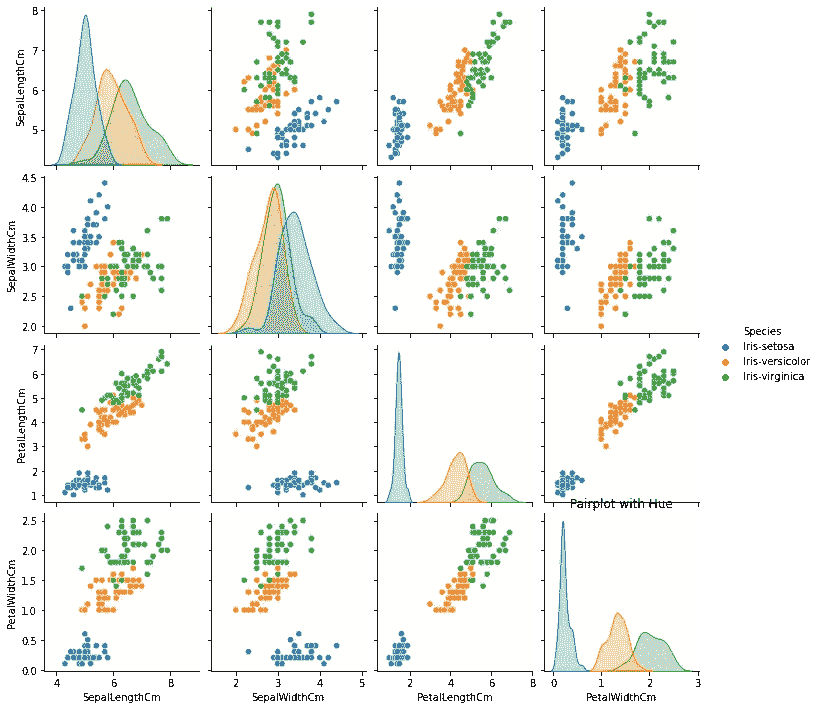 8
7
6
5
SepalLengthCm
4.5
4.0
3.5
3.0
2.5
2.0
SepalWidthCm
Species
Iris-setosa
Iris-versicolor
Iris-virginica
7
6
5
4
3
2
1
PetalLengthCm
Pairplot with Hue
2.5
2.0
1.5
1.0
0.5
0.0
PetalWidthCm
4 6 8 2 3 4 5 2 4 6 8 0 1 2 3
SepalLengthCm SepalWidthCm PetalLengthCm PetalWidthCm